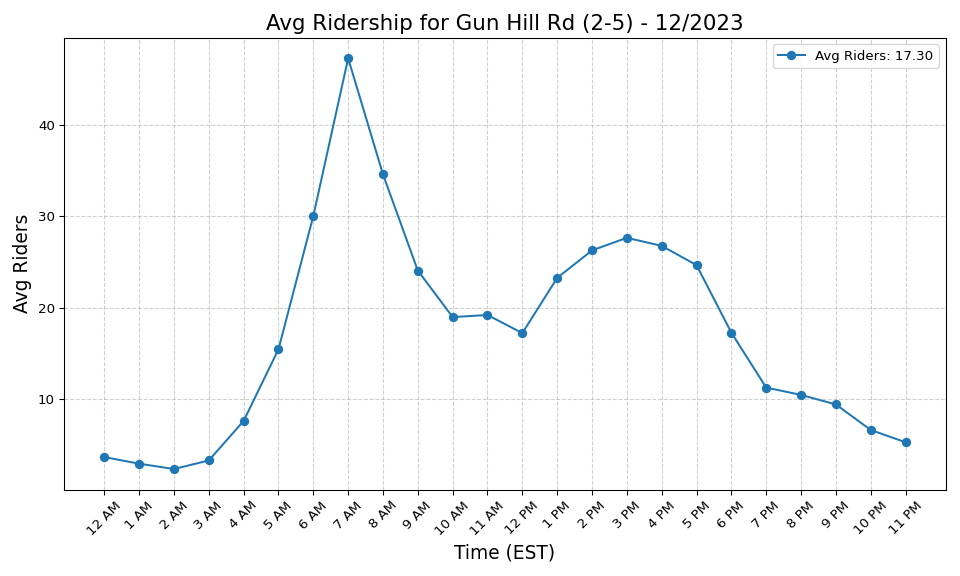 Avg Ridership for Gun Hill Rd (2-5) - 12/2023
Avg Riders: 17.30
Avg Riders
40
30
20
10
12 AM
1 AM
2 AM
3 AM
4 AM
5 AM
6 AM
7 AM
8 AM
9 AM
10 AM
11 AM
12 PM
1 PM
2 PM
3 PM
4 PM
5 PM
6 PM
7 PM
8 PM
9 PM
10 PM
11 PM
Time (EST)